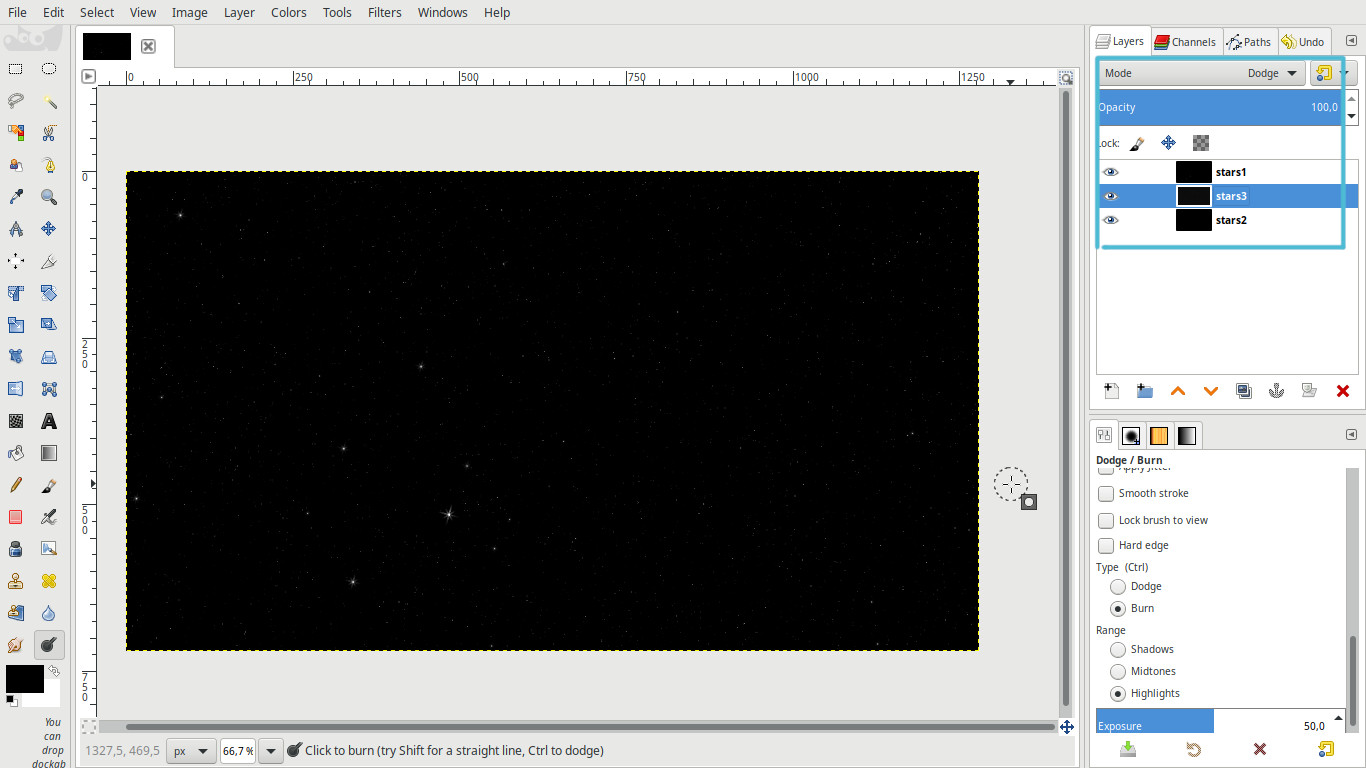 File Edit Select View Image Layer Colors Tools Filters Windows Help
Layers Channels Paths Undo
0 250 500 750 1000 1250
Mode Dodge
Opacity 100,0
Lock:
stars1
stars3
stars2
0
250
500
750
Dodge / Burn
Apply Jitter
Smooth stroke
Lock brush to view
Hard edge
Type (Ctrl)
Dodge
Burn
Range
Shadows
Midtones
Highlights
Exposure 50,0
You
can
drop
dockab
1327,5, 469,5 px 66,7 % Click to burn (try Shift for a straight line, Ctrl to dodge)